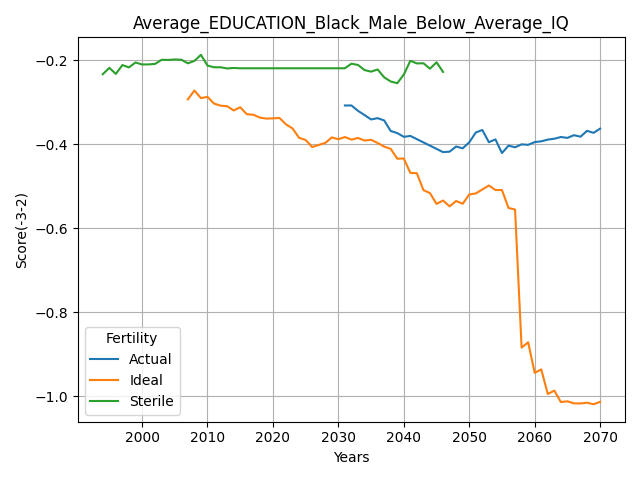 Average_EDUCATION_Black_Male_Below_Average_IQ
Score(-3-2)
−0.2
−0.4
−0.6
−0.8
−1.0
Fertility
Actual
Ideal
Sterile
2000 2010 2020 2030 2040 2050 2060 2070
Years